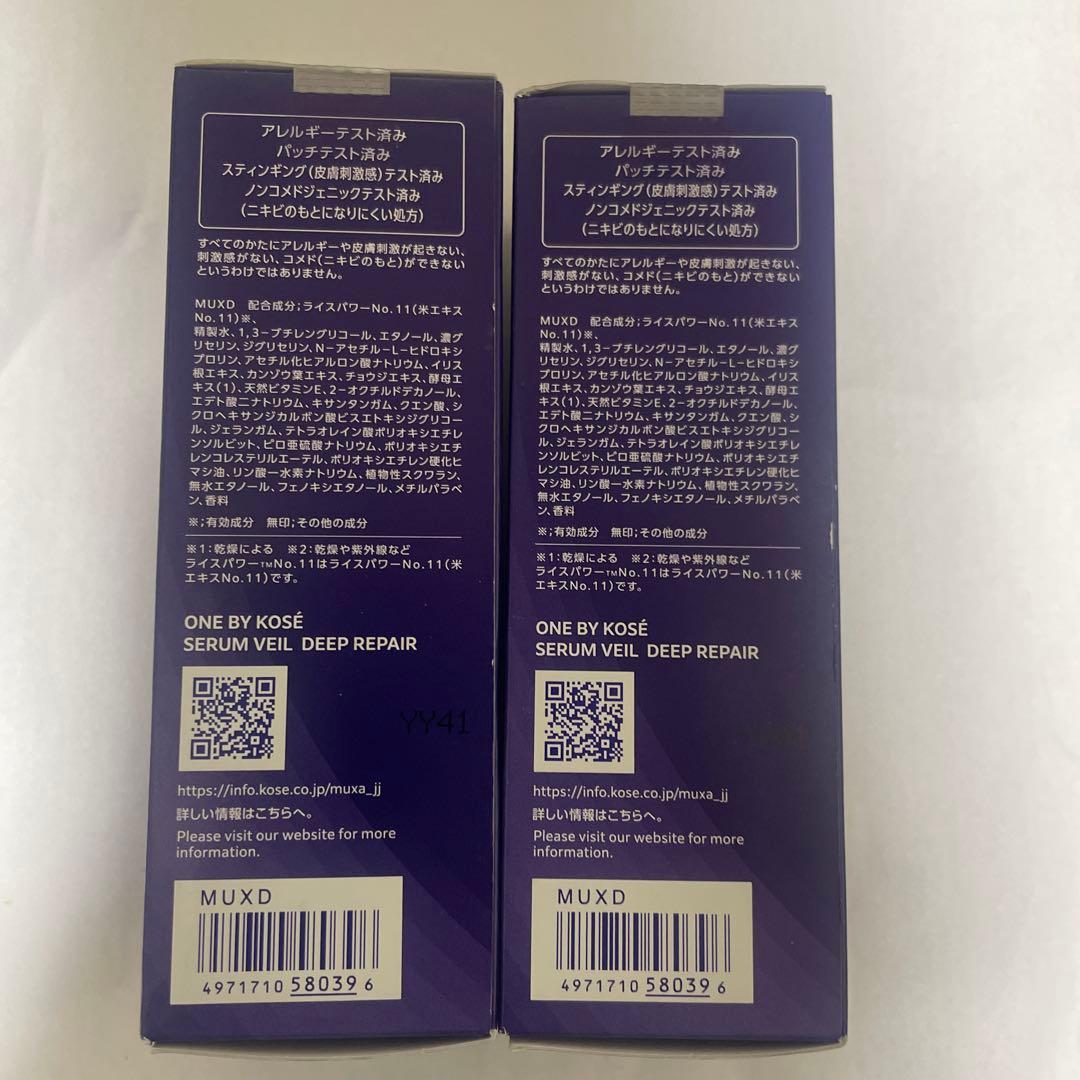 アレルギーテスト済み
パッチテスト済み
スティンギング(皮膚刺激感)テスト済み
ノンコメドジェニックテスト済み
(ニキビのもとになりにくい処方)
すべてのかたにアレルギーや皮膚刺激が起きない、
刺激感がない、コメド(ニキビのもと)ができない
というわけではありません。
MUXD 配合成分;ライスパワーNo.11(米エキス
No.11)※、
精製水、1,3-ブチレングリコール、エタノール、濃グ
リセリン、ジグリセリン、N-アセチル-L-ヒドロキシ
プロリン、アセチル化ヒアルロン酸ナトリウム、イリス
根エキス、カンゾウ葉エキス、チョウジエキス、酵母エ
キス(1)、天然ビタミンE、2-オクチルドデカノール、
エデト酸二ナトリウム、キサンタンガム、クエン酸、シ
クロヘキサンジカルボン酸ビスエトキシジグリコー
ル、ジェランガム、テトラオレイン酸ポリオキシエチレ
ンソルビット、ピロ亜硫酸ナトリウム、ポリオキシエチ
レンコレステリルエーテル、ポリオキシエチレン硬化ヒ
マシ油、リン酸一水素ナトリウム、植物性スクワラン、
無水エタノール、フェノキシエタノール、メチルパラベ
ン、香料
※;有効成分 無印;その他の成分
※1:乾燥による ※2:乾燥や紫外線など
ライスパワー™No.11はライスパワーNo.11(米
エキスNo.11)です。
ONE BY KOSÉ
SERUM VEIL DEEP REPAIR
YY41
https://info.kose.co.jp/muxa_jj
詳しい情報はこちらへ。
Please visit our website for more
information.
MUXD
4971710 58039 6
アレルギーテスト済み
パッチテスト済み
スティンギング(皮膚刺激感)テスト済み
ノンコメドジェニックテスト済み
(ニキビのもとになりにくい処方)
すべてのかたにアレルギーや皮膚刺激が起きない、
刺激感がない、コメド(ニキビのもと)ができない
というわけではありません。
MUXD 配合成分;ライスパワーNo.11(米エキス
No.11)※、
精製水、1,3-ブチレングリコール、エタノール、濃グ
リセリン、ジグリセリン、N-アセチル-L-ヒドロキシ
プロリン、アセチル化ヒアルロン酸ナトリウム、イリス
根エキス、カンゾウ葉エキス、チョウジエキス、酵母エ
キス(1)、天然ビタミンE、2-オクチルドデカノール、
エデト酸二ナトリウム、キサンタンガム、クエン酸、シ
クロヘキサンジカルボン酸ビスエトキシジグリコー
ル、ジェランガム、テトラオレイン酸ポリオキシエチレ
ンソルビット、ピロ亜硫酸ナトリウム、ポリオキシエチ
レンコレステリルエーテル、ポリオキシエチレン硬化ヒ
マシ油、リン酸一水素ナトリウム、植物性スクワラン、
無水エタノール、フェノキシエタノール、メチルパラベ
ン、香料
※;有効成分 無印;その他の成分
※1:乾燥による ※2:乾燥や紫外線など
ライスパワー™No.11はライスパワーNo.11(米
エキスNo.11)です。
ONE BY KOSÉ
SERUM VEIL DEEP REPAIR
https://info.kose.co.jp/muxa_jj
詳しい情報はこちらへ。
Please visit our website for more
information.
MUXD
4971710 58039 6